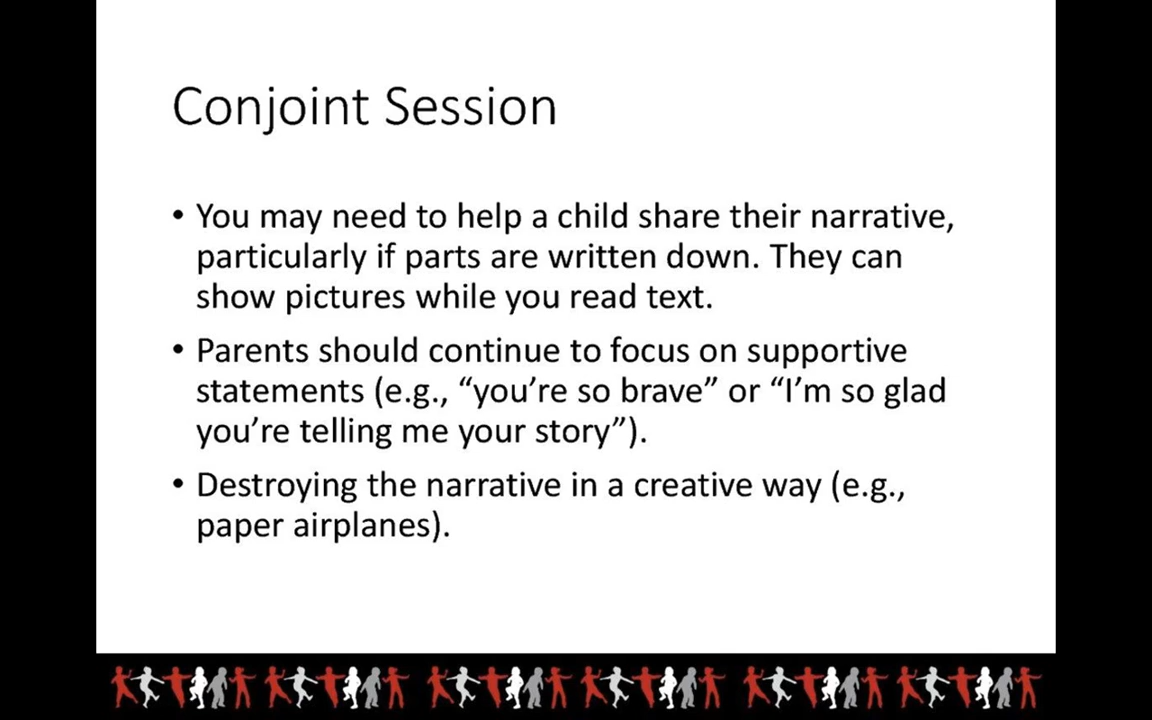 Conjoint Session
• You may need to help a child share their narrative,
particularly if parts are written down. They can
show pictures while you read text.
• Parents should continue to focus on supportive
statements (e.g., “you’re so brave” or “I’m so glad
you’re telling me your story”).
• Destroying the narrative in a creative way (e.g.,
paper airplanes).